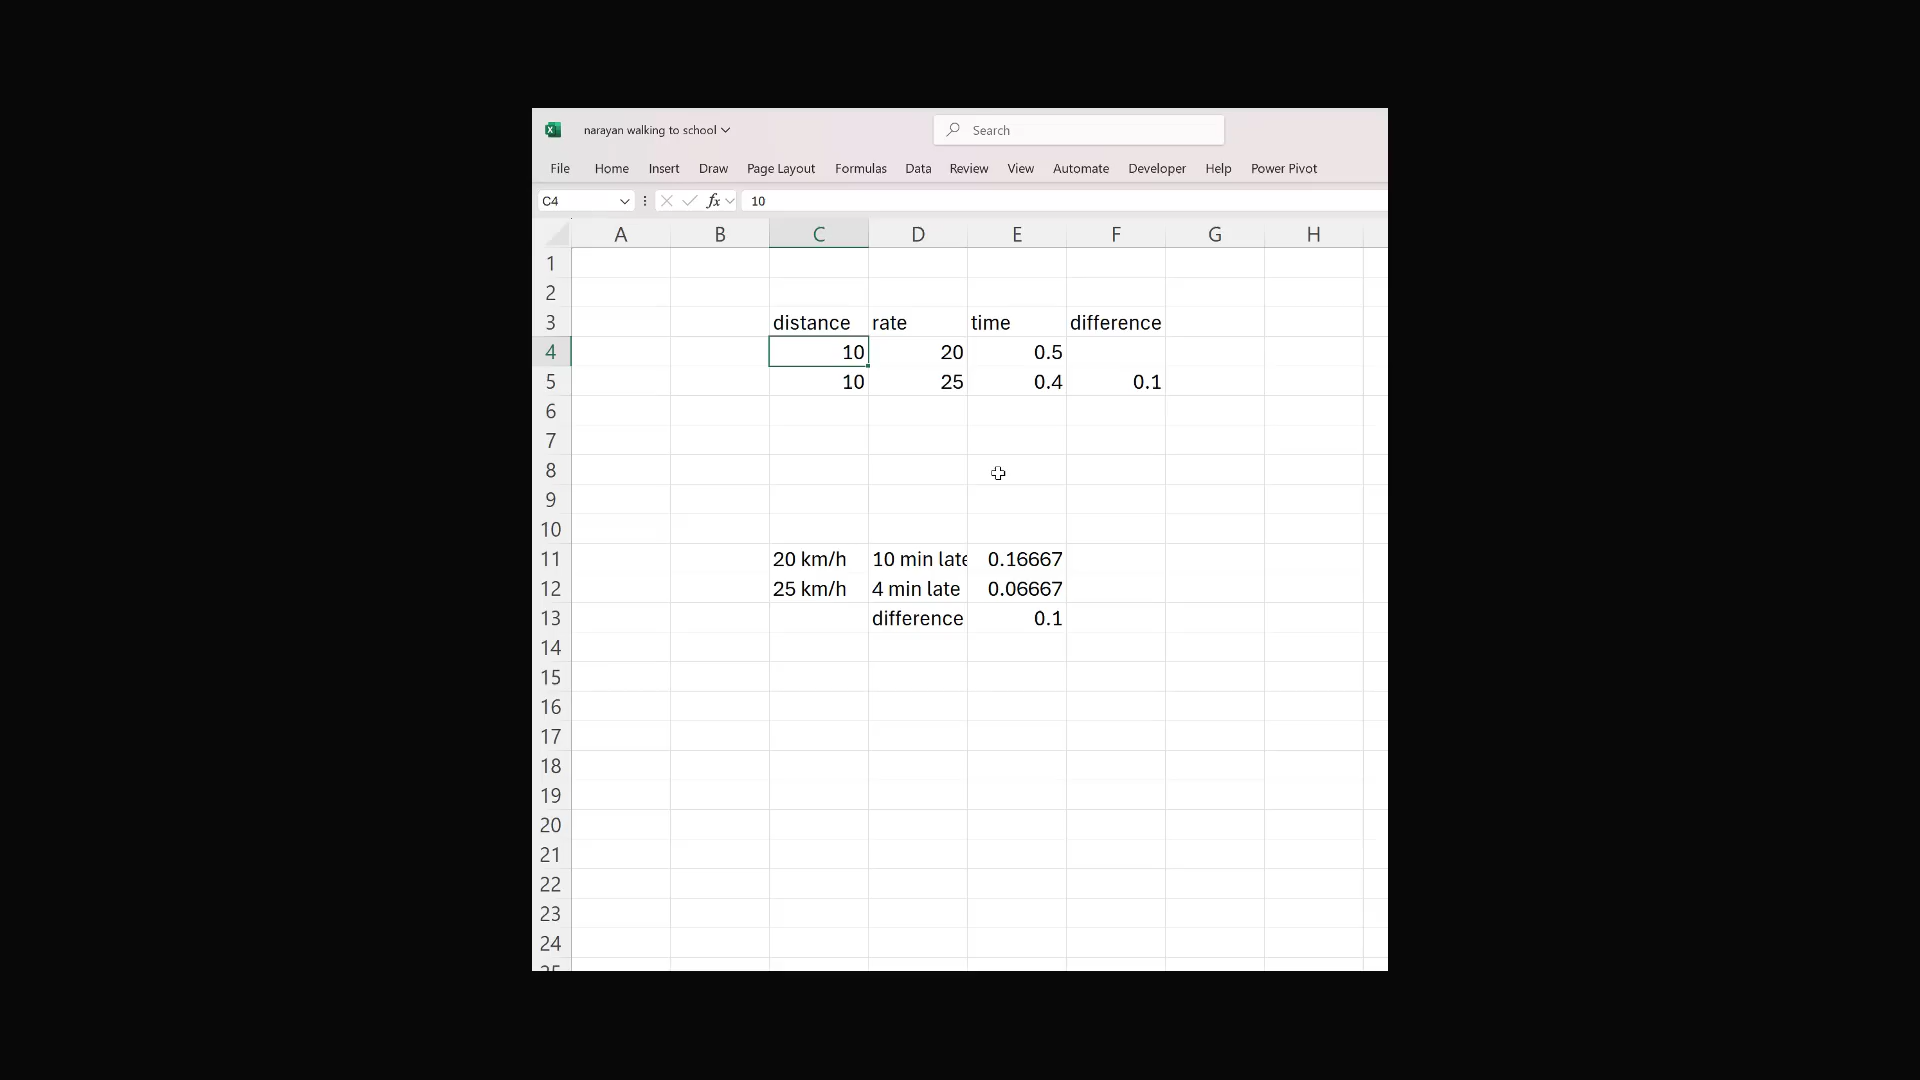 narayan walking to school
Search
File Home Insert Draw Page Layout Formulas Data Review View Automate Developer Help Power Pivot
C4 fx 10
A B C D E F G H
1
2
3 distance rate time difference
4 10 20 0.5
5 10 25 0.4 0.1
6
7
8
9
10
11 20 km/h 10 min late 0.16667
12 25 km/h 4 min late 0.06667
13 difference 0.1
14
15
16
17
18
19
20
21
22
23
24
25